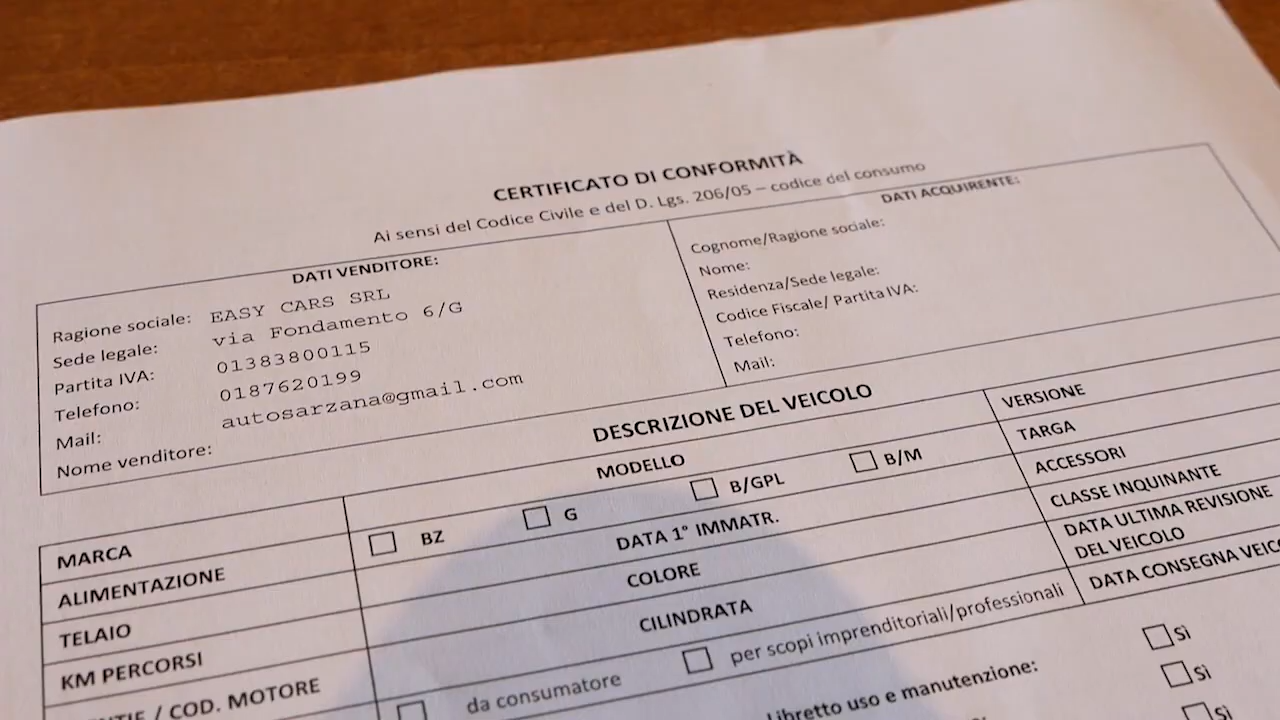 CERTIFICATO DI CONFORMITÀ
Ai sensi del Codice Civile e del D. Lgs. 206/05 – codice del consumo
DATI VENDITORE:
Ragione sociale: EASY CARS SRL
Sede legale: via Fondamento 6/G
Partita IVA: 01383800115
Telefono: 0187620199
Mail: autosarzana@gmail.com
Nome venditore:
DATI ACQUIRENTE:
Cognome/Ragione sociale:
Nome:
Residenza/Sede legale:
Codice Fiscale/ Partita IVA:
Telefono:
Mail:
DESCRIZIONE DEL VEICOLO
MARCA MODELLO VERSIONE
ALIMENTAZIONE BZ G B/GPL B/M TARGA
TELAIO DATA 1° IMMATR. ACCESSORI
KM PERCORSI COLORE CLASSE INQUINANTE
/ COD. MOTORE CILINDRATA DATA ULTIMA REVISIONE
DEL VEICOLO
da consumatore per scopi imprenditoriali/professionali DATA CONSEGNA
Libretto uso e manutenzione: Sì
Sì
Sì